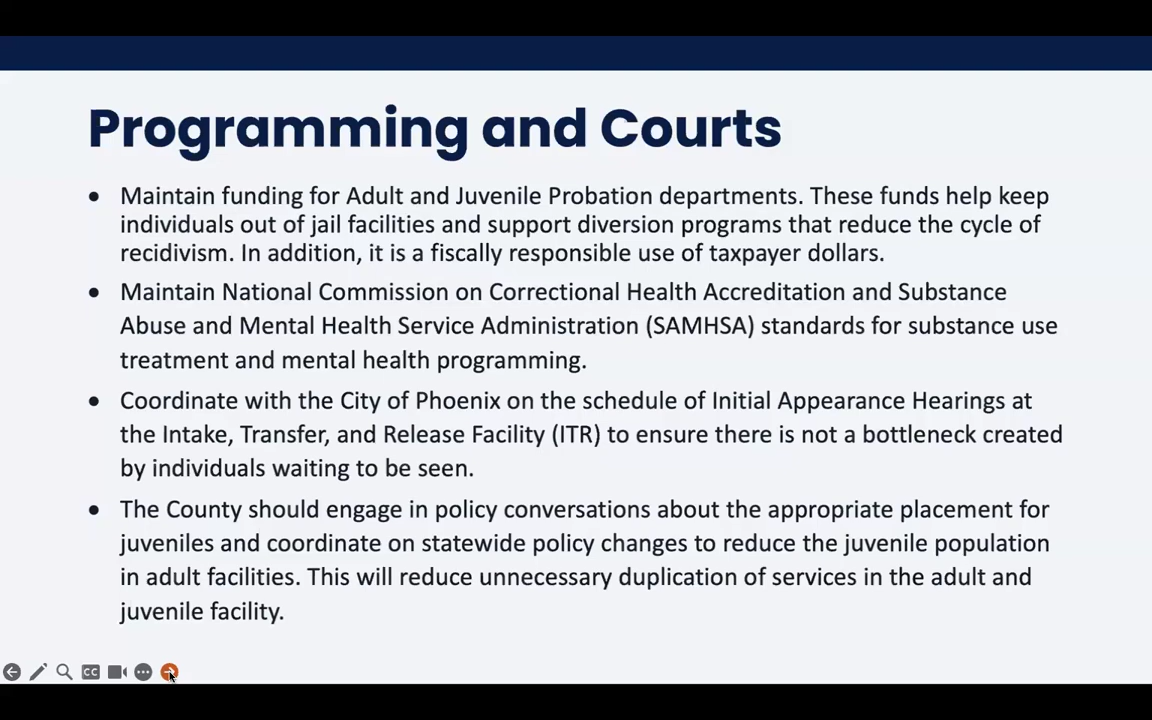 Programming and Courts
• Maintain funding for Adult and Juvenile Probation departments. These funds help keep
individuals out of jail facilities and support diversion programs that reduce the cycle of
recidivism. In addition, it is a fiscally responsible use of taxpayer dollars.
• Maintain National Commission on Correctional Health Accreditation and Substance
Abuse and Mental Health Service Administration (SAMHSA) standards for substance use
treatment and mental health programming.
• Coordinate with the City of Phoenix on the schedule of Initial Appearance Hearings at
the Intake, Transfer, and Release Facility (ITR) to ensure there is not a bottleneck created
by individuals waiting to be seen.
• The County should engage in policy conversations about the appropriate placement for
juveniles and coordinate on statewide policy changes to reduce the juvenile population
in adult facilities. This will reduce unnecessary duplication of services in the adult and
juvenile facility.
CC